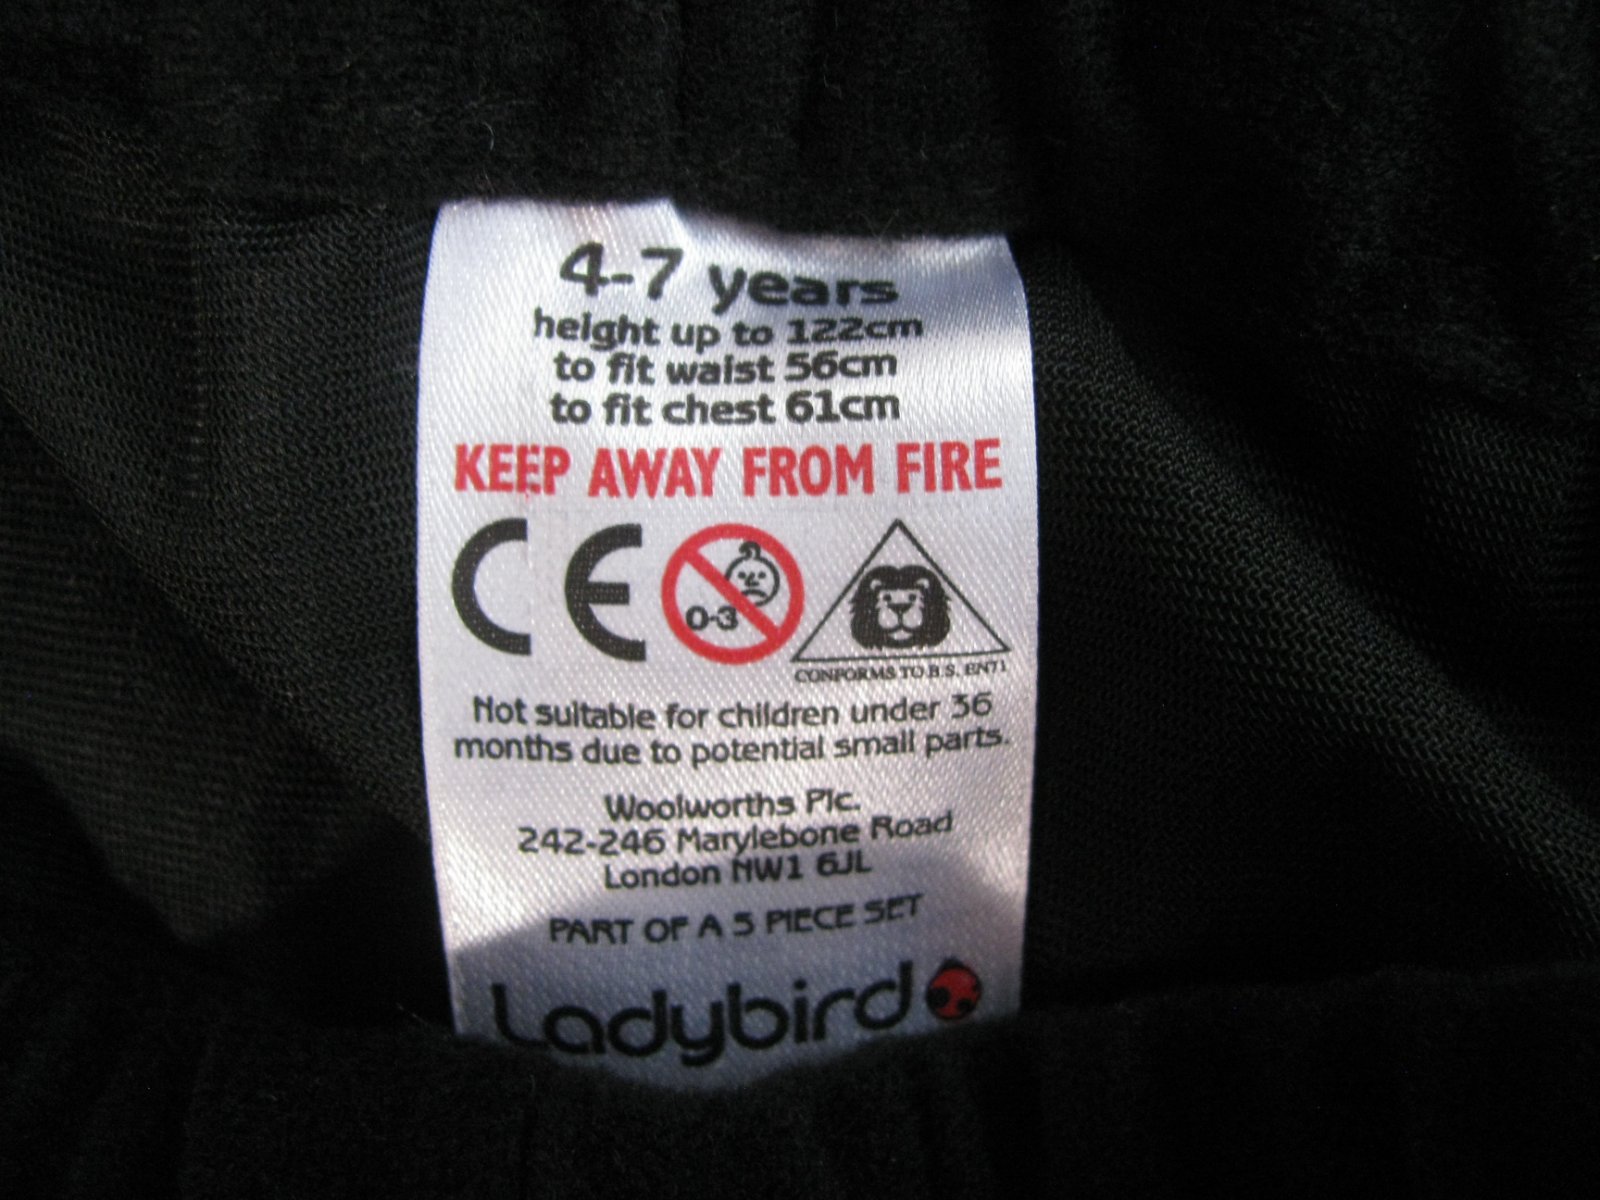 4-7 years
height up to 122cm
to fit waist 56cm
to fit chest 61cm
KEEP AWAY FROM FIRE
CE
0-3
CONFORMS TO B.S. EN71
Not suitable for children under 36
months due to potential small parts.
Woolworths Plc.
242-246 Marylebone Road
London NW1 6JL
PART OF A 5 PIECE SET
Ladybird